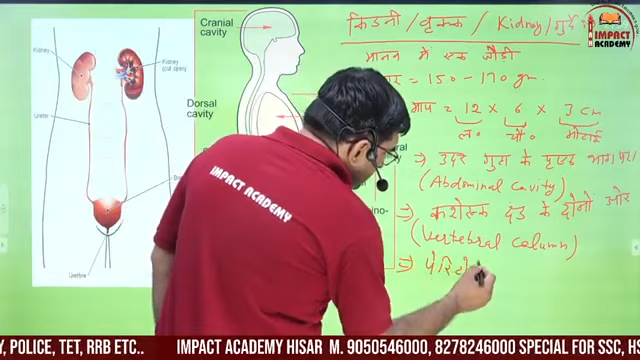 Cranial
cavity
Kidney
Kidney
(cut open)
Ureter
Urethra
Dorsal
cavity
IMPACT
ACADEMY
किडनी / वृक्क / Kidney / गुर्दे
मानव में एक जोड़ी
भार = 150 - 170 gm.
माप = 12 × 6 × 3 cm
ल० चौ० मोटाई
⇒ उदर गुहा के पृष्ठ भाग पर
(Abdominal cavity)
⇒ कशेरुक दंड के दोनों ओर
(Vertebral column)
⇒ पेरिटो
IMPACT ACADEMY
Y, POLICE, TET, RRB ETC.. IMPACT ACADEMY HISAR M. 9050546000, 8278246000 SPECIAL FOR SSC, HS